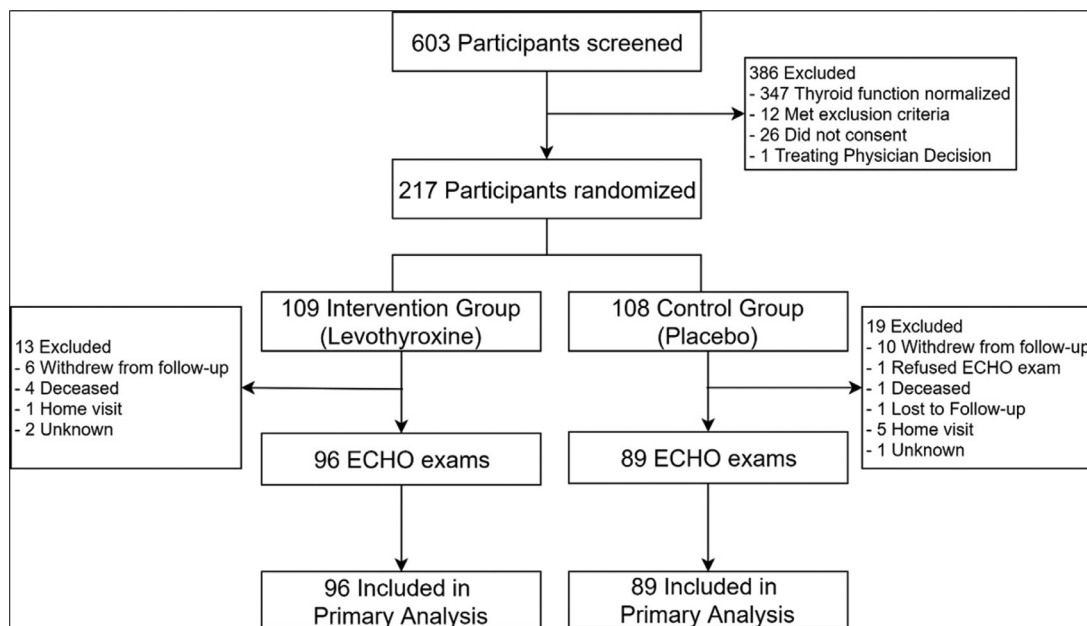 603 Participants screened
386 Excluded
- 347 Thyroid function normalized
- 12 Met exclusion criteria
- 26 Did not consent
- 1 Treating Physician Decision
217 Participants randomized
109 Intervention Group
(Levothyroxine)
108 Control Group
(Placebo)
13 Excluded
- 6 Withdrew from follow-up
- 4 Deceased
- 1 Home visit
- 2 Unknown
19 Excluded
- 10 Withdrew from follow-up
- 1 Refused ECHO exam
- 1 Deceased
- 1 Lost to Follow-up
- 5 Home visit
- 1 Unknown
96 ECHO exams
89 ECHO exams
96 Included in
Primary Analysis
89 Included in
Primary Analysis